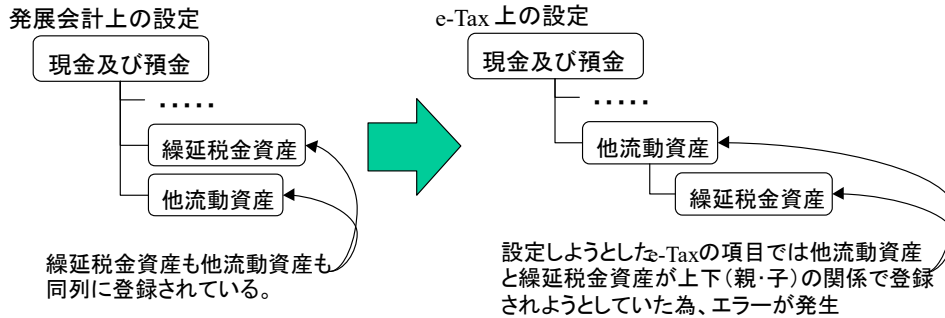 発展会計上の設定
現金及び預金
・・・・・
繰延税金資産
他流動資産
繰延税金資産も他流動資産も
同列に登録されている。
e-Tax 上の設定
現金及び預金
・・・・・
他流動資産
繰延税金資産
設定しようとしたe-Taxの項目では他流動資産
と繰延税金資産が上下（親・子）の関係で登録
されようとしていた為、エラーが発生